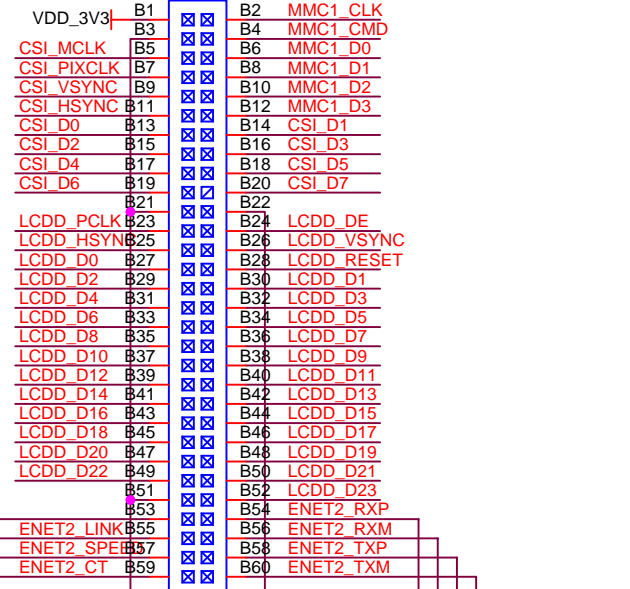 VDD_3V3 B1 B2 MMC1_CLK
B3 B4 MMC1_CMD
CSI_MCLK B5 B6 MMC1_D0
CSI_PIXCLK B7 B8 MMC1_D1
CSI_VSYNC B9 B10 MMC1_D2
CSI_HSYNC B11 B12 MMC1_D3
CSI_D0 B13 B14 CSI_D1
CSI_D2 B15 B16 CSI_D3
CSI_D4 B17 B18 CSI_D5
CSI_D6 B19 B20 CSI_D7
B21 B22
LCDD_PCLK B23 B24 LCDD_DE
LCDD_HSYN B25 B26 LCDD_VSYNC
LCDD_D0 B27 B28 LCDD_RESET
LCDD_D2 B29 B30 LCDD_D1
LCDD_D4 B31 B32 LCDD_D3
LCDD_D6 B33 B34 LCDD_D5
LCDD_D8 B35 B36 LCDD_D7
LCDD_D10 B37 B38 LCDD_D9
LCDD_D12 B39 B40 LCDD_D11
LCDD_D14 B41 B42 LCDD_D13
LCDD_D16 B43 B44 LCDD_D15
LCDD_D18 B45 B46 LCDD_D17
LCDD_D20 B47 B48 LCDD_D19
LCDD_D22 B49 B50 LCDD_D21
B51 B52 LCDD_D23
B53 B54 ENET2_RXP
ENET2_LINK B55 B56 ENET2_RXM
ENET2_SPEED B57 B58 ENET2_TXP
ENET2_CT B59 B60 ENET2_TXM